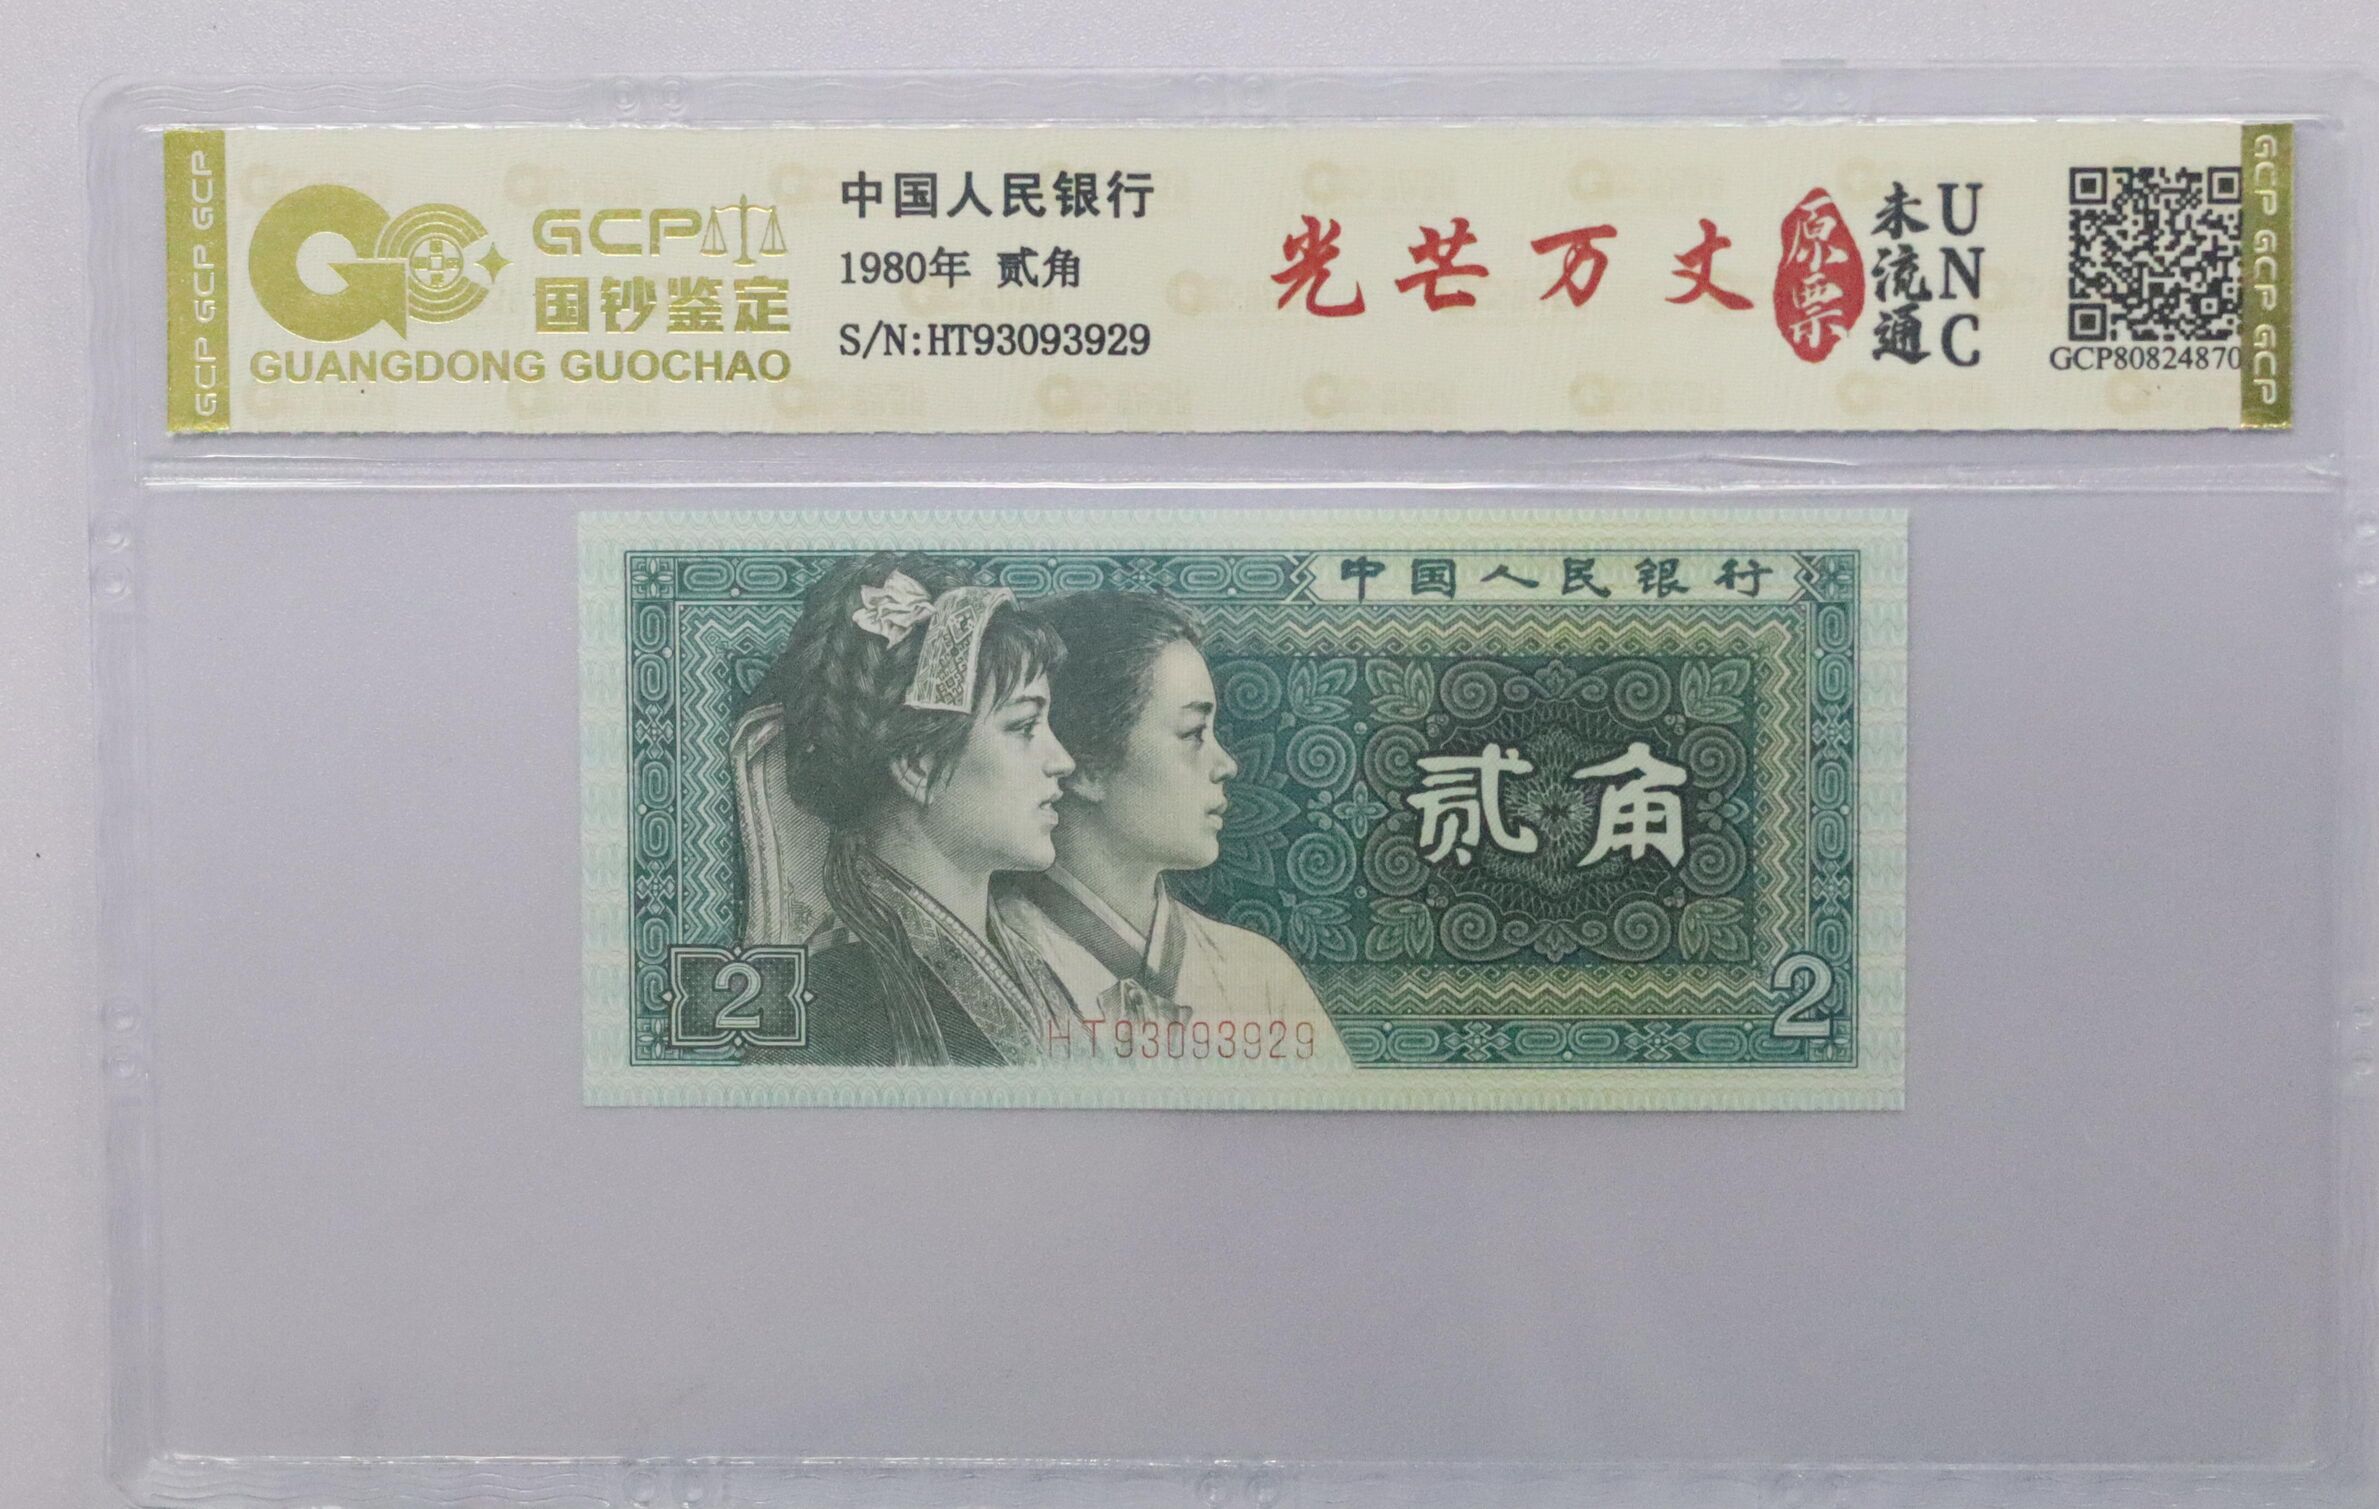 GCP GCP GCP
GCP
国钞鉴定
GUANGDONG GUOCHAO
中国人民银行
1980年 贰角
S/N:HT93093929
光芒万丈
原票
未流通
UNC
GCP80824870
GCP GCP GCP
中国人民银行
贰角
2
2
HT93093929